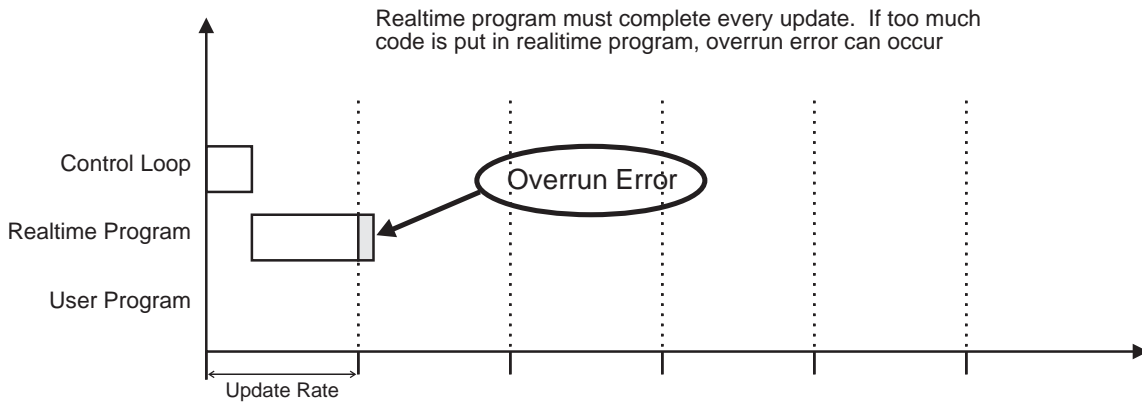 Realtime program must complete every update.  If too much
code is put in realitime program, overrun error can occur
Control Loop
Overrun Error
Realtime Program
User Program
Update Rate